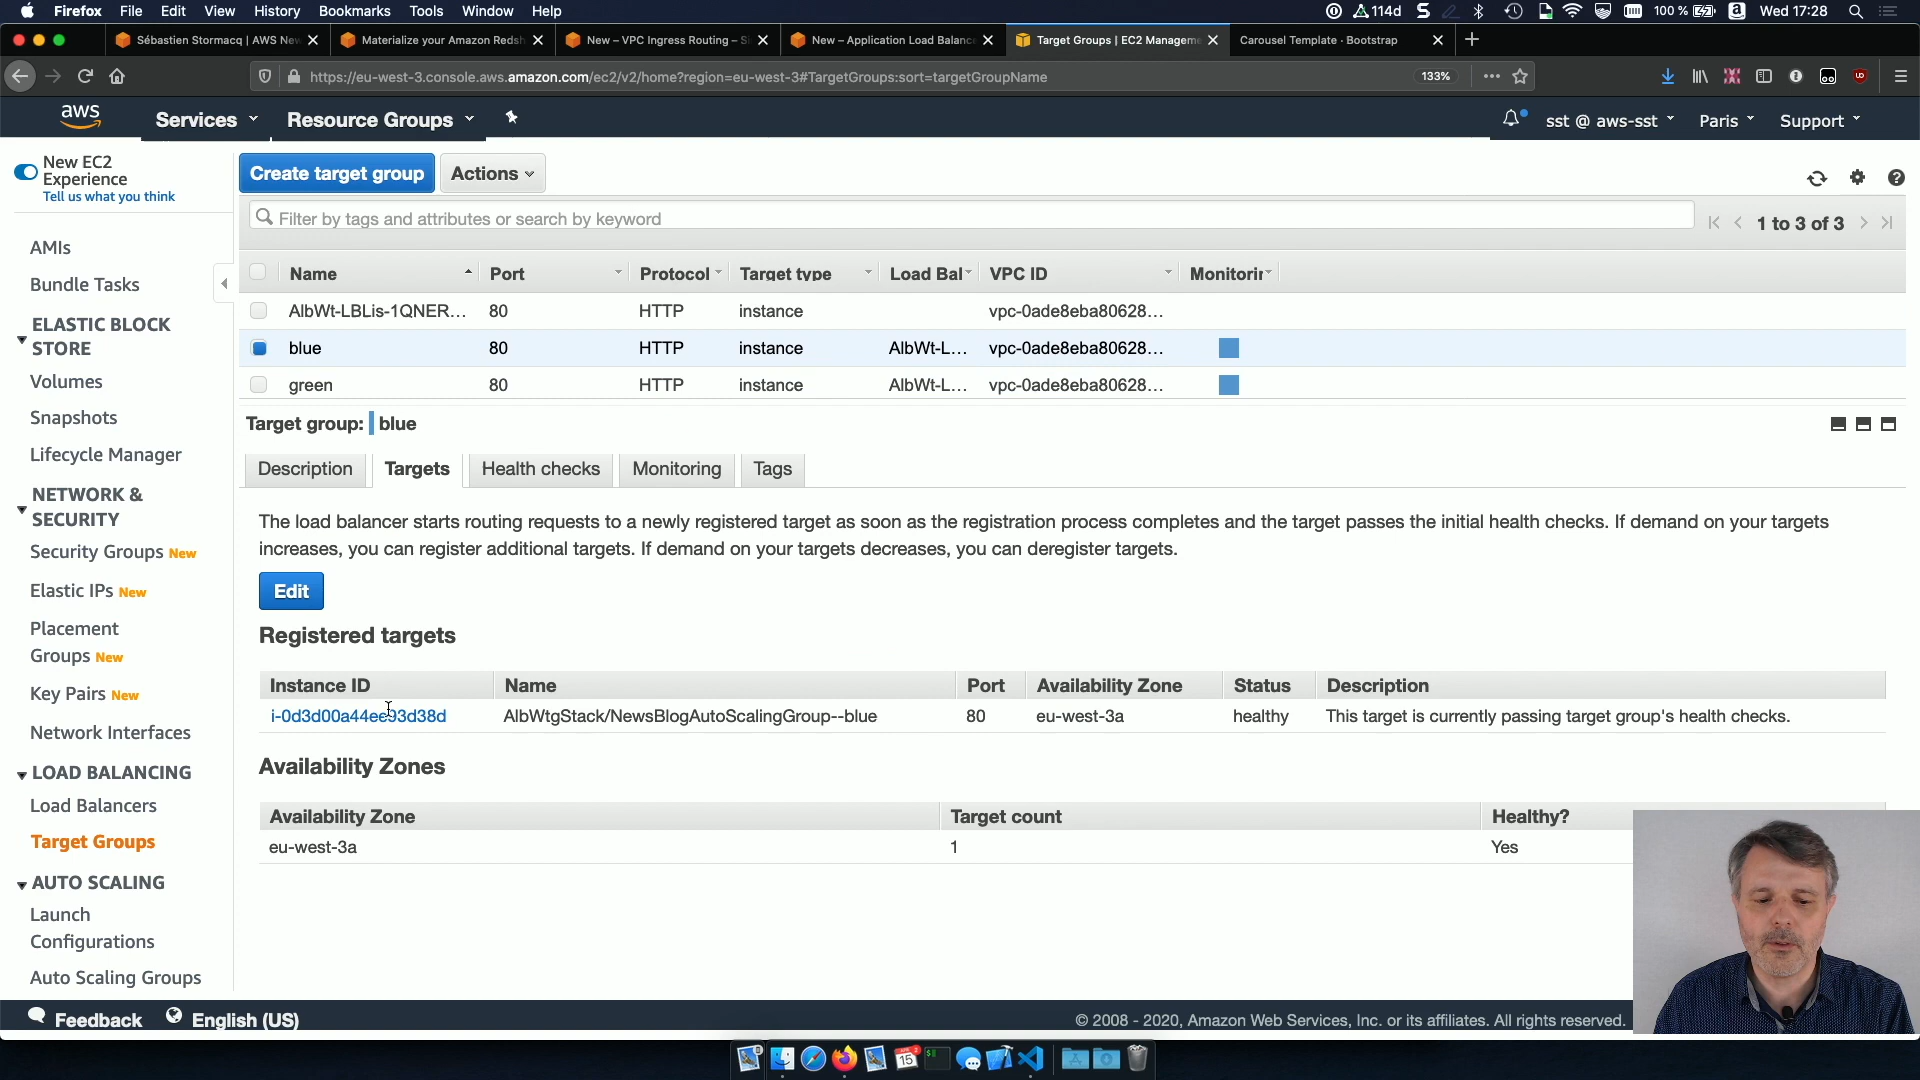 Firefox File Edit View History Bookmarks Tools Window Help 114d 100 % Wed 17:28
Sébastien Stormacq | AWS New Materialize your Amazon Redsh New – VPC Ingress Routing – Si New – Application Load Balance Target Groups | EC2 Manageme Carousel Template · Bootstrap
https://eu-west-3.console.aws.amazon.com/ec2/v2/home?region=eu-west-3#TargetGroups:sort=targetGroupName 133%
aws Services Resource Groups sst @ aws-sst Paris Support
New EC2
Experience
Tell us what you think
AMIs
Bundle Tasks
ELASTIC BLOCK
STORE
Volumes
Snapshots
Lifecycle Manager
NETWORK &
SECURITY
Security Groups New
Elastic IPs New
Placement
Groups New
Key Pairs New
Network Interfaces
LOAD BALANCING
Load Balancers
Target Groups
AUTO SCALING
Launch
Configurations
Auto Scaling Groups
Create target group Actions
Filter by tags and attributes or search by keyword 1 to 3 of 3
Name Port Protocol Target type Load Bal VPC ID Monitorin
AlbWt-LBLis-1QNER... 80 HTTP instance vpc-0ade8eba80628...
blue 80 HTTP instance AlbWt-L... vpc-0ade8eba80628...
green 80 HTTP instance AlbWt-L... vpc-0ade8eba80628...
Target group: blue
Description Targets Health checks Monitoring Tags
The load balancer starts routing requests to a newly registered target as soon as the registration process completes and the target passes the initial health checks. If demand on your targets
increases, you can register additional targets. If demand on your targets decreases, you can deregister targets.
Edit
Registered targets
Instance ID Name Port Availability Zone Status Description
i-0d3d00a44ee93d38d AlbWtgStack/NewsBlogAutoScalingGroup--blue 80 eu-west-3a healthy This target is currently passing target group's health checks.
Availability Zones
Availability Zone Target count Healthy?
eu-west-3a 1 Yes
Feedback English (US) © 2008 - 2020, Amazon Web Services, Inc. or its affiliates. All rights reserved.